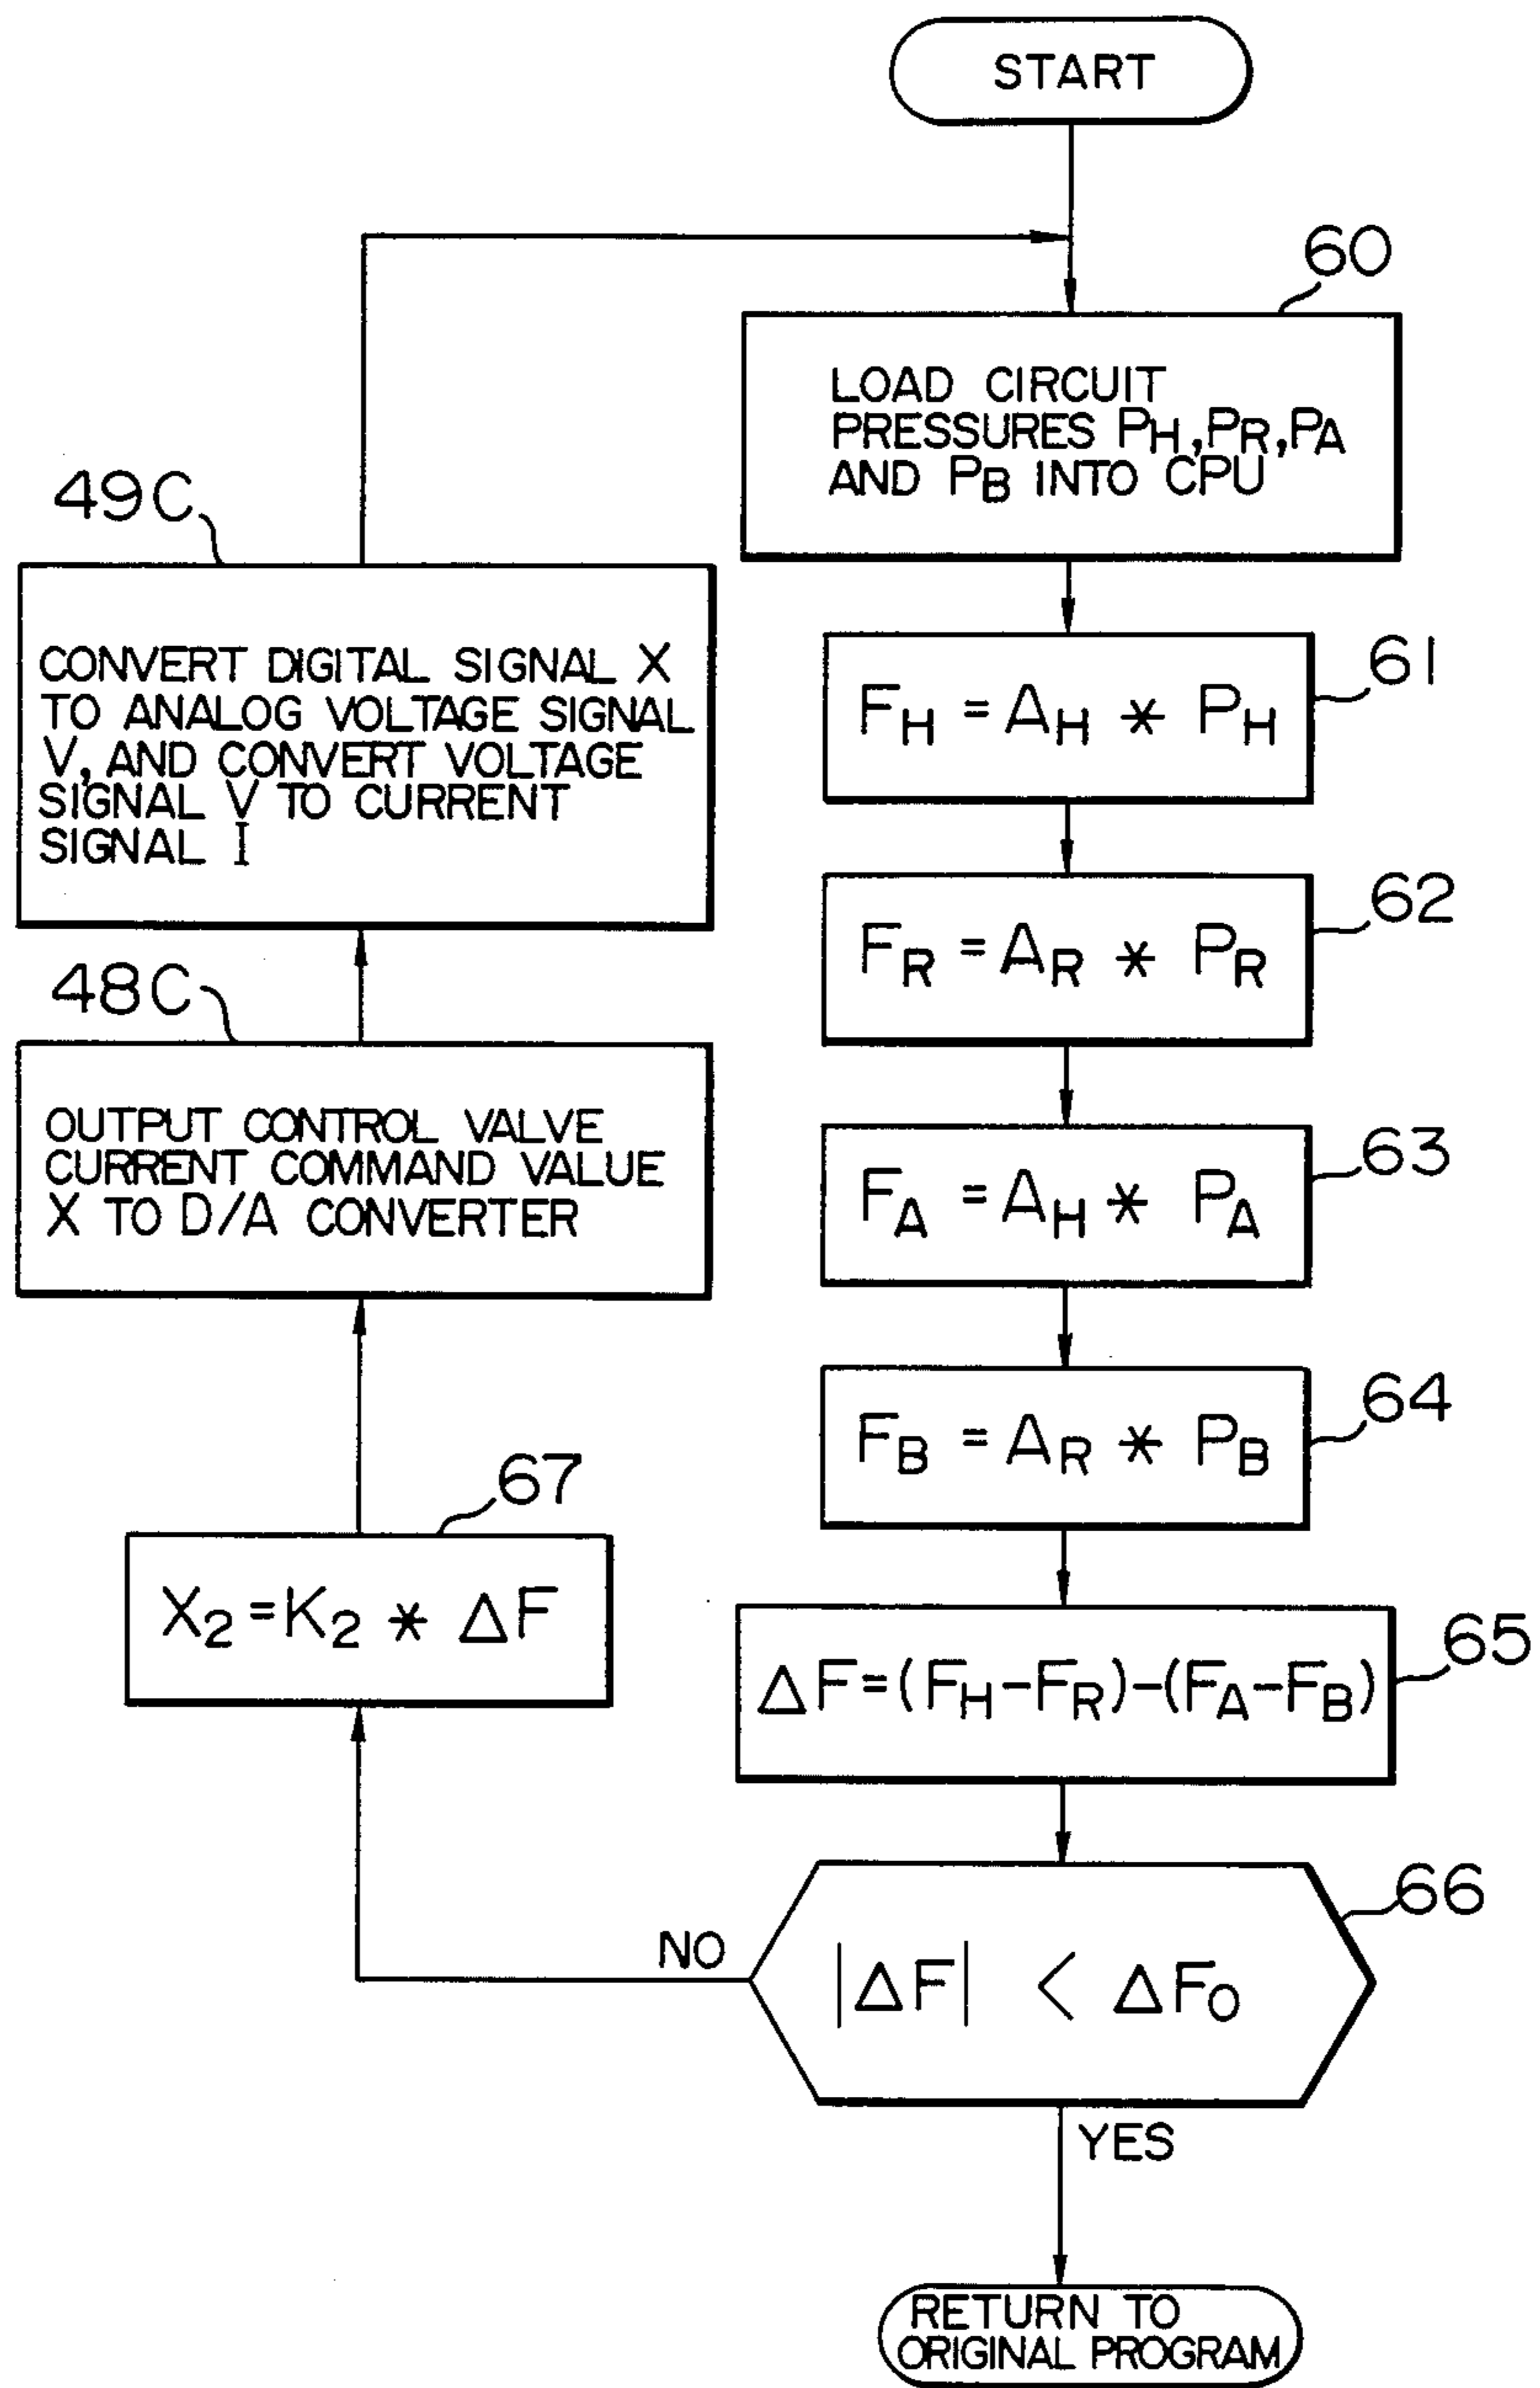 START
60
LOAD CIRCUIT
PRESSURES PH, PR, PA
AND PB INTO CPU
61
FH = AH * PH
62
FR = AR * PR
63
FA = AH * PA
64
FB = AR * PB
65
ΔF=(FH-FR)-(FA-FB)
66
|ΔF| < ΔFO
NO
YES
RETURN TO
ORIGINAL PROGRAM
67
X2=K2 * ΔF
48C
OUTPUT CONTROL VALVE
CURRENT COMMAND VALUE
X TO D/A CONVERTER
49C
CONVERT DIGITAL SIGNAL X
TO ANALOG VOLTAGE SIGNAL
V, AND CONVERT VOLTAGE
SIGNAL V TO CURRENT
SIGNAL I